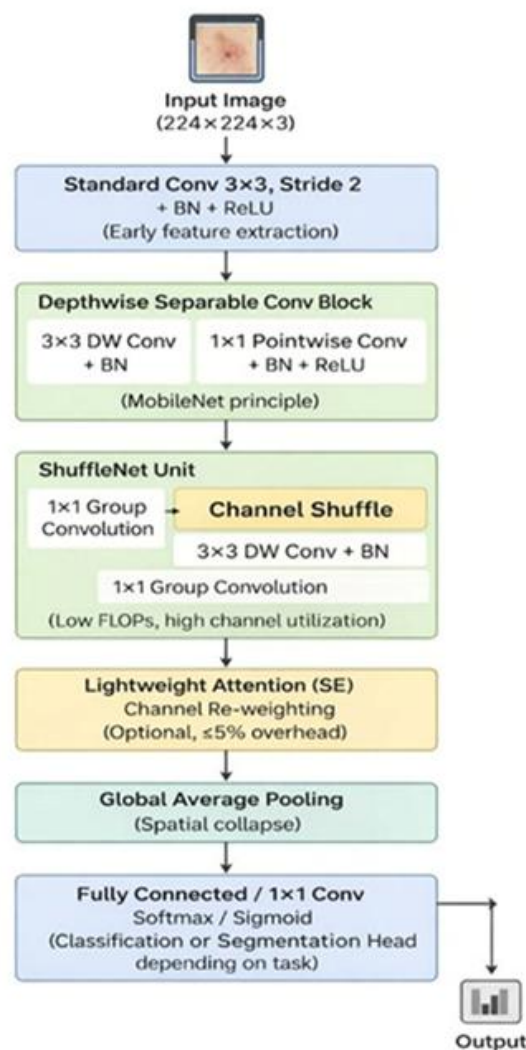 Input Image
(224×224×3)
Standard Conv 3×3, Stride 2
+ BN + ReLU
(Early feature extraction)
Depthwise Separable Conv Block
3×3 DW Conv
+ BN
1×1 Pointwise Conv
+ BN + ReLU
(MobileNet principle)
ShuffleNet Unit
1×1 Group
Convolution
Channel Shuffle
3×3 DW Conv + BN
1×1 Group Convolution
(Low FLOPs, high channel utilization)
Lightweight Attention (SE)
Channel Re-weighting
(Optional, ≤5% overhead)
Global Average Pooling
(Spatial collapse)
Fully Connected / 1×1 Conv
Softmax / Sigmoid
(Classification or Segmentation Head
depending on task)
Output